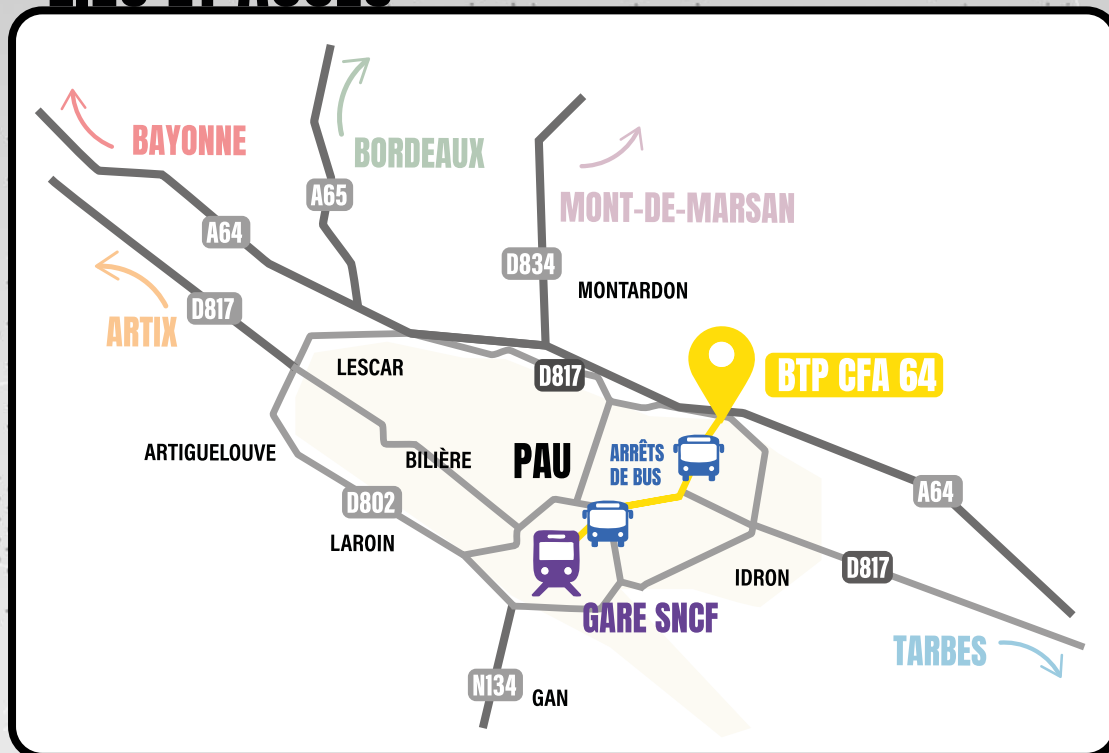 BAYONNE
BORDEAUX
A65
MONT-DE-MARSAN
A64
D834
MONTARDON
D817
ARTIX
LESCAR
D817
BTP CFA 64
ARTIGUELOUVE
BILIÈRE
PAU
ARRÊTS
DE BUS
A64
D802
LAROIN
IDRON
D817
GARE SNCF
TARBES
N134
GAN